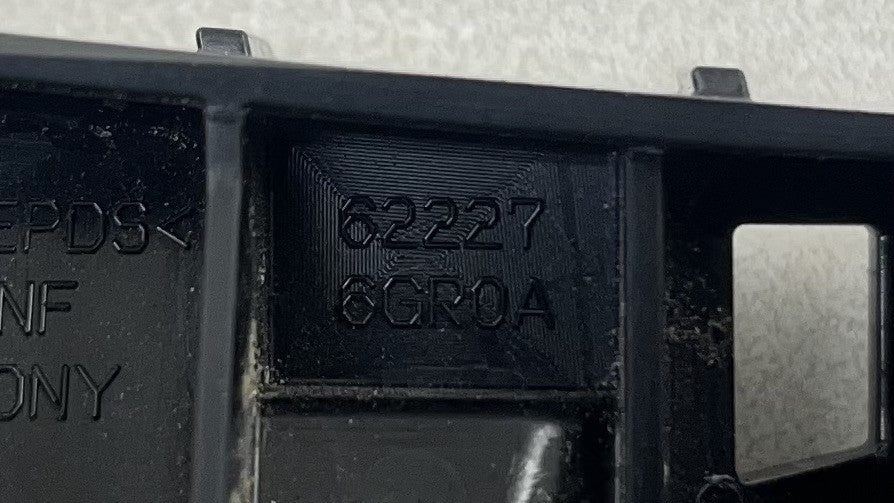 EPDS<
NF
ONY
62227
6GR0A